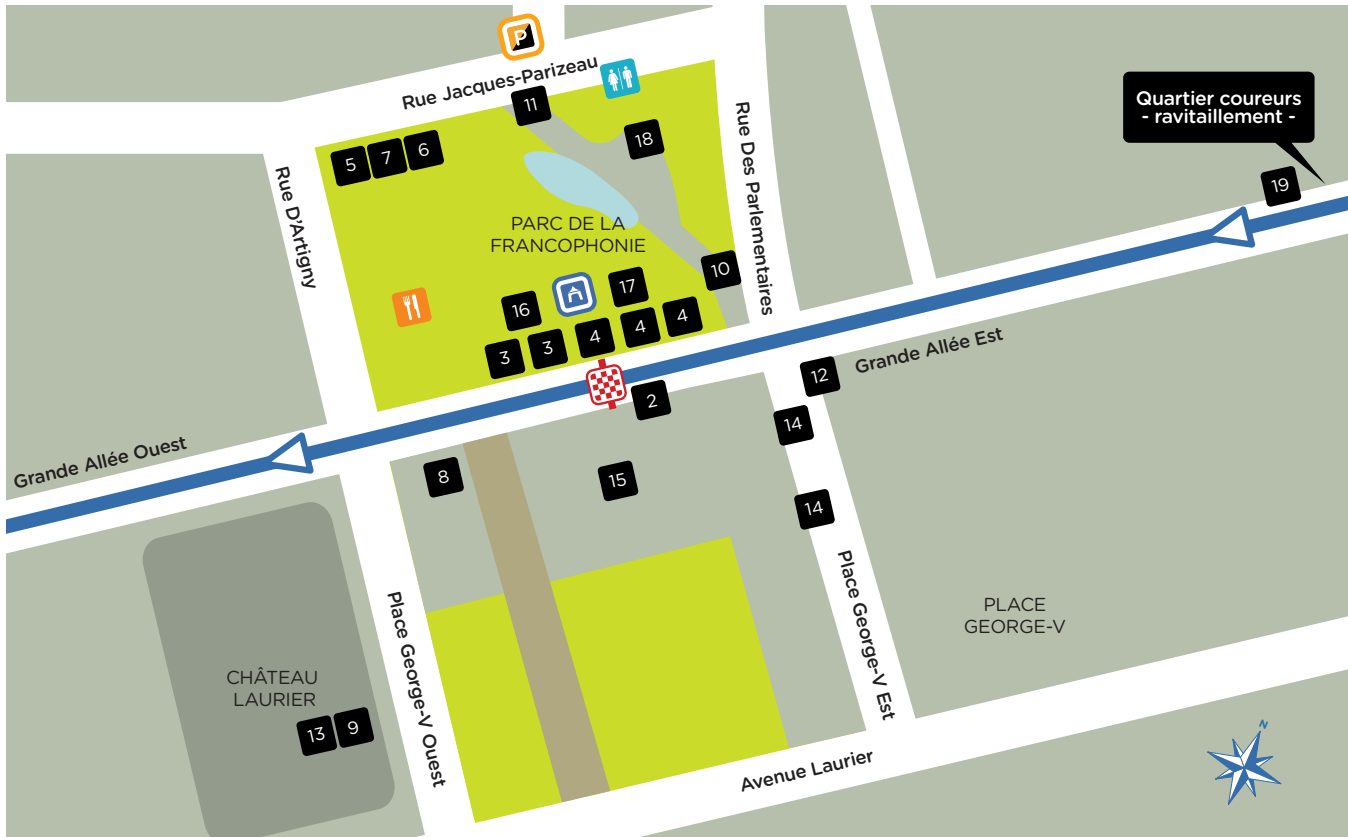 P
Rue Jacques-Parizeau
11
18
5 7 6
Quartier coureurs
- ravitaillement -
19
Rue D'Artigny
Rue Des Parlementaires
PARC DE LA
FRANCOPHONIE
10
16
17
3 3 4 4 4
2
12
Grande Allée Est
14
Grande Allée Ouest
8
15
14
Place George-V Ouest
Place George-V Est
PLACE
GEORGE-V
CHÂTEAU
LAURIER
13 9
Avenue Laurier
N